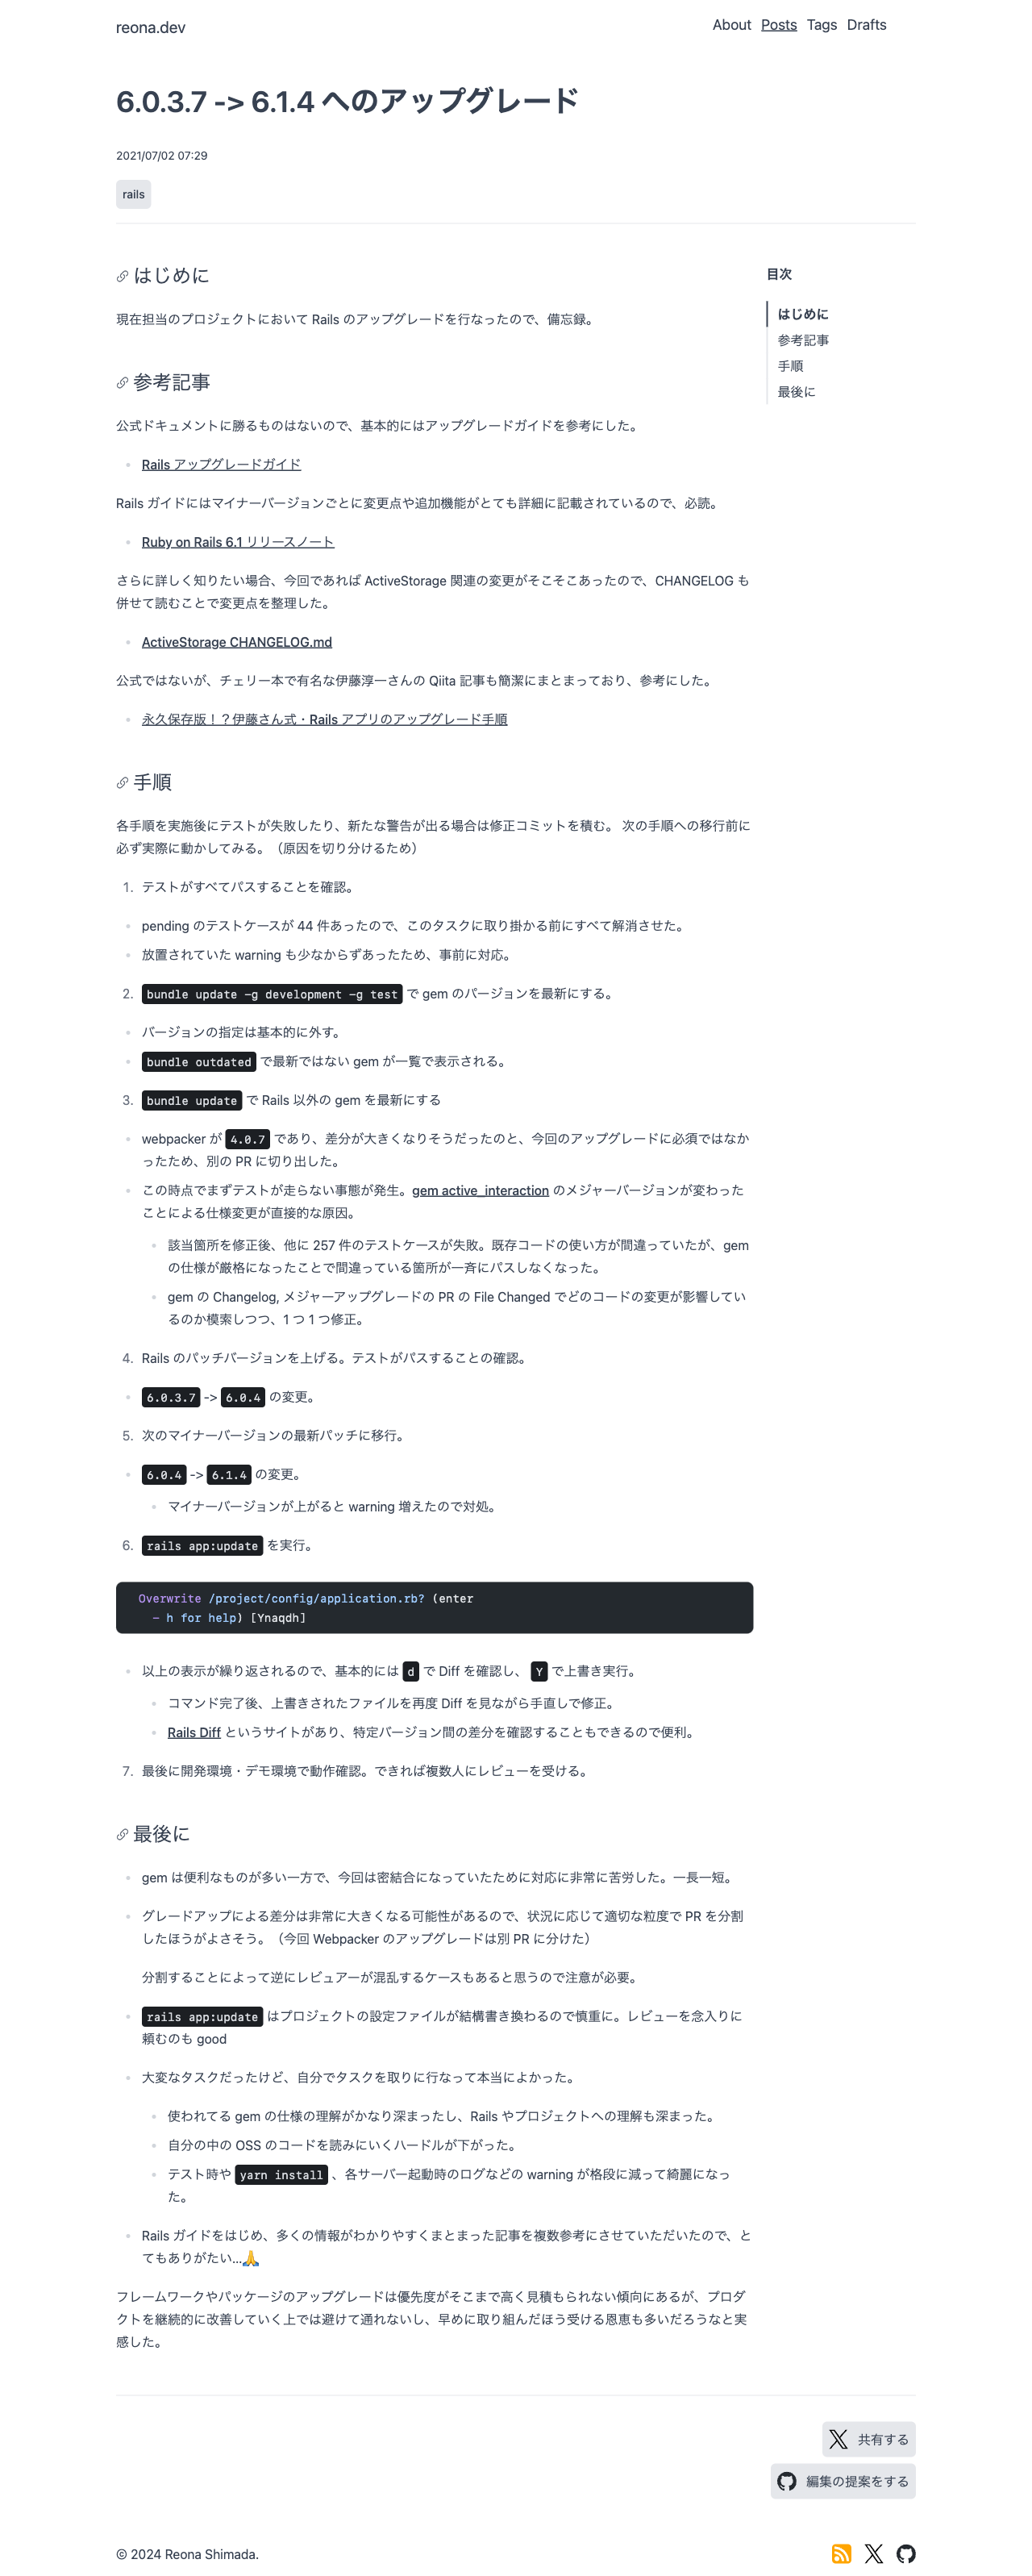 reona.dev
About Posts Tags Drafts
6.0.3.7 -> 6.1.4 へのアップグレード
2021/07/02 07:29
rails
はじめに
現在担当のプロジェクトにおいて Rails のアップグレードを行なったので、備忘録。
参考記事
公式ドキュメントに勝るものはないので、基本的にはアップグレードガイドを参考にした。
Rails アップグレードガイド
Rails ガイドにはマイナーバージョンごとに変更点や追加機能がとても詳細に記載されているので、必読。
Ruby on Rails 6.1 リリースノート
さらに詳しく知りたい場合、今回であれば ActiveStorage 関連の変更がそこそこあったので、CHANGELOG も
併せて読むことで変更点を整理した。
ActiveStorage CHANGELOG.md
公式ではないが、チェリー本で有名な伊藤淳一さんの Qiita 記事も簡潔にまとまっており、参考にした。
永久保存版！？伊藤さん式・Rails アプリのアップグレード手順
手順
各手順を実施後にテストが失敗したり、新たな警告が出る場合は修正コミットを積む。 次の手順への移行前に
必ず実際に動かしてみる。（原因を切り分けるため）
1. テストがすべてパスすることを確認。
pending のテストケースが 44 件あったので、このタスクに取り掛かる前にすべて解消させた。
放置されていた warning も少なからずあったため、事前に対応。
2. bundle update -g development -g test で gem のバージョンを最新にする。
バージョンの指定は基本的に外す。
bundle outdated で最新ではない gem が一覧で表示される。
3. bundle update で Rails 以外の gem を最新にする
webpacker が 4.0.7 であり、差分が大きくなりそうだったのと、今回のアップグレードに必須ではなか
ったため、別の PR に切り出した。
この時点でまずテストが走らない事態が発生。gem active_interaction のメジャーバージョンが変わった
ことによる仕様変更が直接的な原因。
該当箇所を修正後、他に 257 件のテストケースが失敗。既存コードの使い方が間違っていたが、gem
の仕様が厳格になったことで間違っている箇所が一斉にパスしなくなった。
gem の Changelog, メジャーアップグレードの PR の File Changed でどのコードの変更が影響してい
るのか模索しつつ、1 つ 1 つ修正。
4. Rails のパッチバージョンを上げる。テストがパスすることの確認。
6.0.3.7 -> 6.0.4 の変更。
5. 次のマイナーバージョンの最新パッチに移行。
6.0.4 -> 6.1.4 の変更。
マイナーバージョンが上がると warning 増えたので対処。
6. rails app:update を実行。
Overwrite /project/config/application.rb? (enter
- h for help) [Ynaqdh]
以上の表示が繰り返されるので、基本的には d で Diff を確認し、 Y で上書き実行。
コマンド完了後、上書きされたファイルを再度 Diff を見ながら手直しで修正。
Rails Diff というサイトがあり、特定バージョン間の差分を確認することもできるので便利。
7. 最後に開発環境・デモ環境で動作確認。できれば複数人にレビューを受ける。
最後に
gem は便利なものが多い一方で、今回は密結合になっていたために対応に非常に苦労した。一長一短。
グレードアップによる差分は非常に大きくなる可能性があるので、状況に応じて適切な粒度で PR を分割
したほうがよさそう。（今回 Webpacker のアップグレードは別 PR に分けた）
分割することによって逆にレビュアーが混乱するケースもあると思うので注意が必要。
rails app:update はプロジェクトの設定ファイルが結構書き換わるので慎重に。レビューを念入りに
頼むのも good
大変なタスクだったけど、自分でタスクを取りに行なって本当によかった。
使われてる gem の仕様の理解がかなり深まったし、Rails やプロジェクトへの理解も深まった。
自分の中の OSS のコードを読みにいくハードルが下がった。
テスト時や yarn install 、各サーバー起動時のログなどの warning が格段に減って綺麗になっ
た。
Rails ガイドをはじめ、多くの情報がわかりやすくまとまった記事を複数参考にさせていただいたので、と
てもありがたい...🙏
フレームワークやパッケージのアップグレードは優先度がそこまで高く見積もられない傾向にあるが、プロダ
クトを継続的に改善していく上では避けて通れないし、早めに取り組んだほう受ける恩恵も多いだろうなと実
感した。
目次
はじめに
参考記事
手順
最後に
共有する
編集の提案をする
© 2024 Reona Shimada.